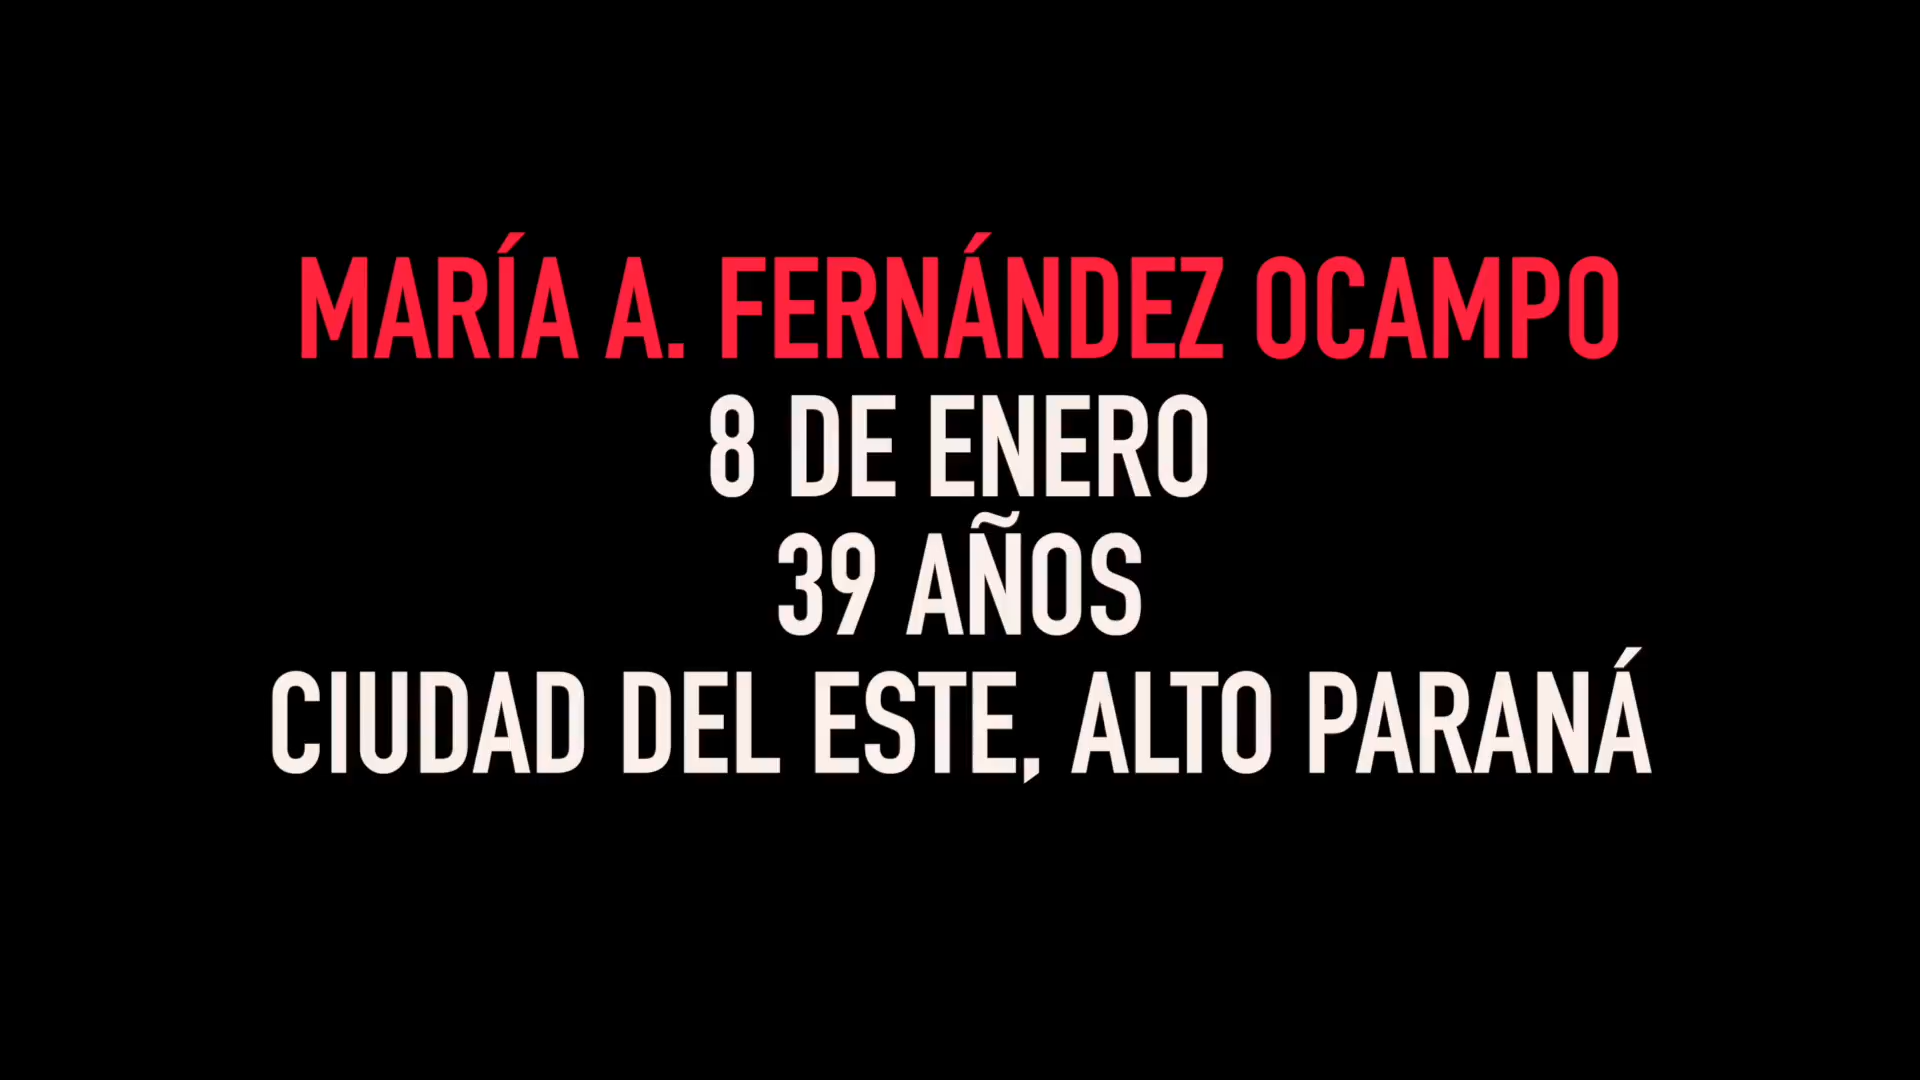 MARÍA A. FERNÁNDEZ OCAMPO
8 DE ENERO
39 AÑOS
CIUDAD DEL ESTE, ALTO PARANÁ